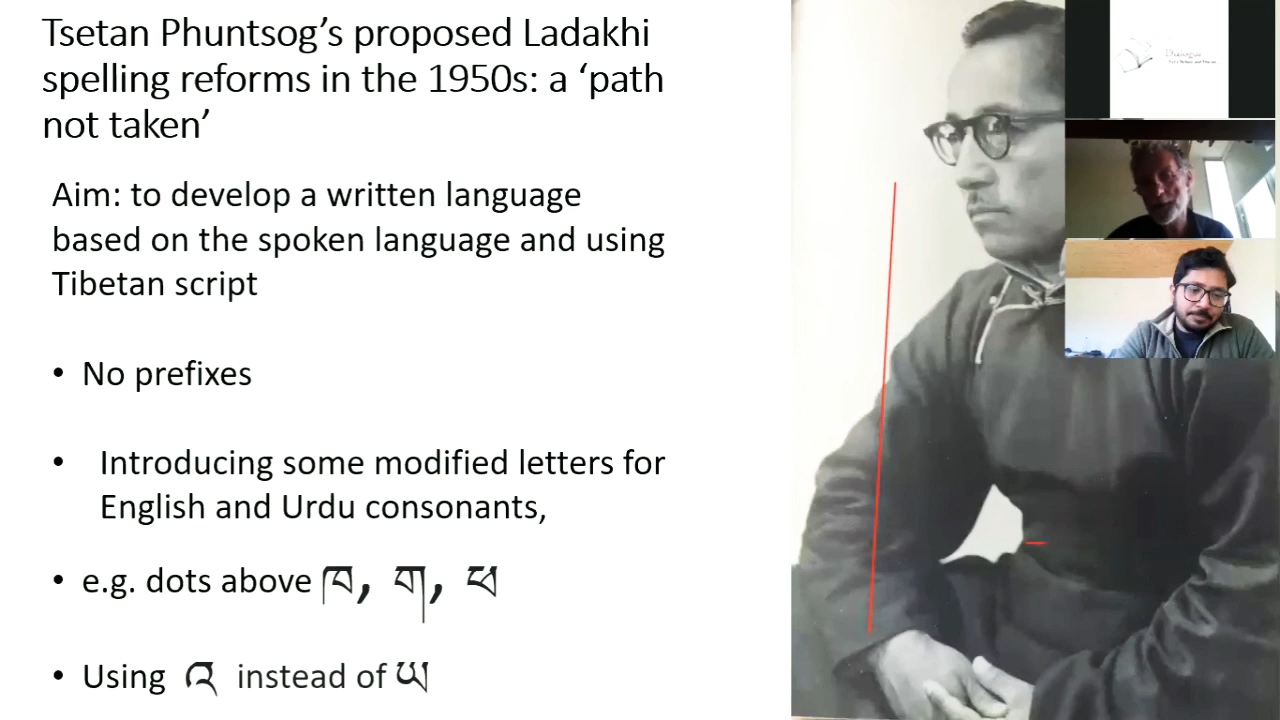 Tsetan Phuntsog’s proposed Ladakhi
spelling reforms in the 1950s: a ‘path
not taken’
Aim: to develop a written language
based on the spoken language and using
Tibetan script
• No prefixes
• Introducing some modified letters for
English and Urdu consonants,
• e.g. dots above ཁ, ག, ཕ
• Using འ instead of ཡ
Dialogue